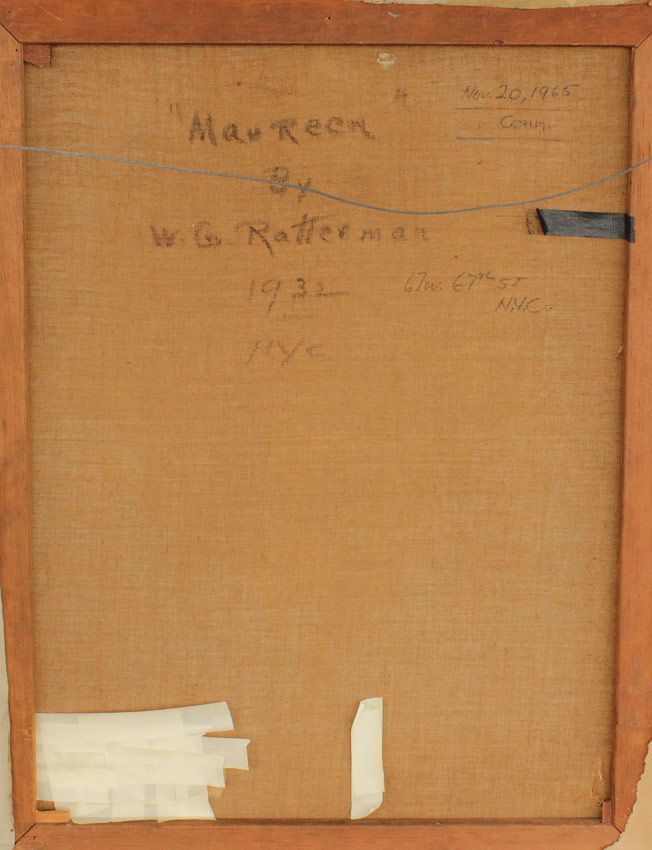 "Maureen"
By
W. G. Ratterman
1932
NYC
Nov. 20, 1965
Conn.
67 W. 67th ST
N.Y.C.